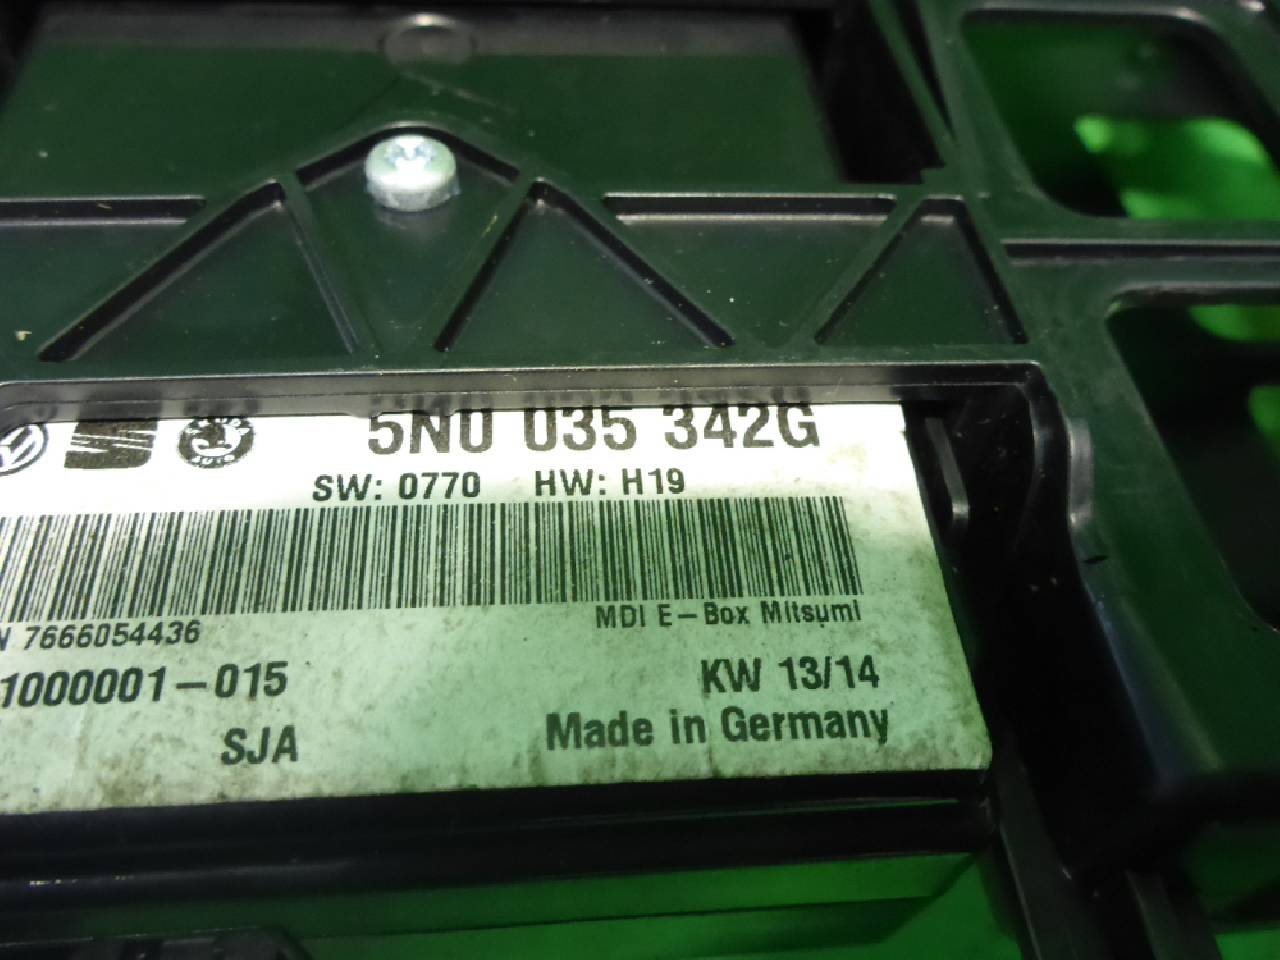 5N0 035 342G
SW: 0770 HW: H19
MDI E-Box Mitsumi
N 7666054436
1000001-015
KW 13/14
SJA
Made in Germany